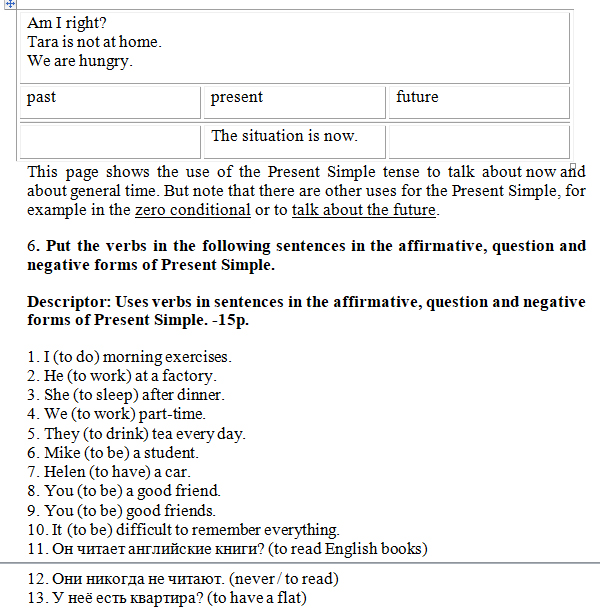 Am I right?
Tara is not at home.
We are hungry.
past present future
The situation is now.
This page shows the use of the Present Simple tense to talk about now and
about general time. But note that there are other uses for the Present Simple, for
example in the zero conditional or to talk about the future.
6. Put the verbs in the following sentences in the affirmative, question and
negative forms of Present Simple.
Descriptor: Uses verbs in sentences in the affirmative, question and negative
forms of Present Simple. -15p.
1. I (to do) morning exercises.
2. He (to work) at a factory.
3. She (to sleep) after dinner.
4. We (to work) part-time.
5. They (to drink) tea every day.
6. Mike (to be) a student.
7. Helen (to have) a car.
8. You (to be) a good friend.
9. You (to be) good friends.
10. It (to be) difficult to remember everything.
11. Он читает английские книги? (to read English books)
12. Они никогда не читают. (never / to read)
13. У неё есть квартира? (to have a flat)